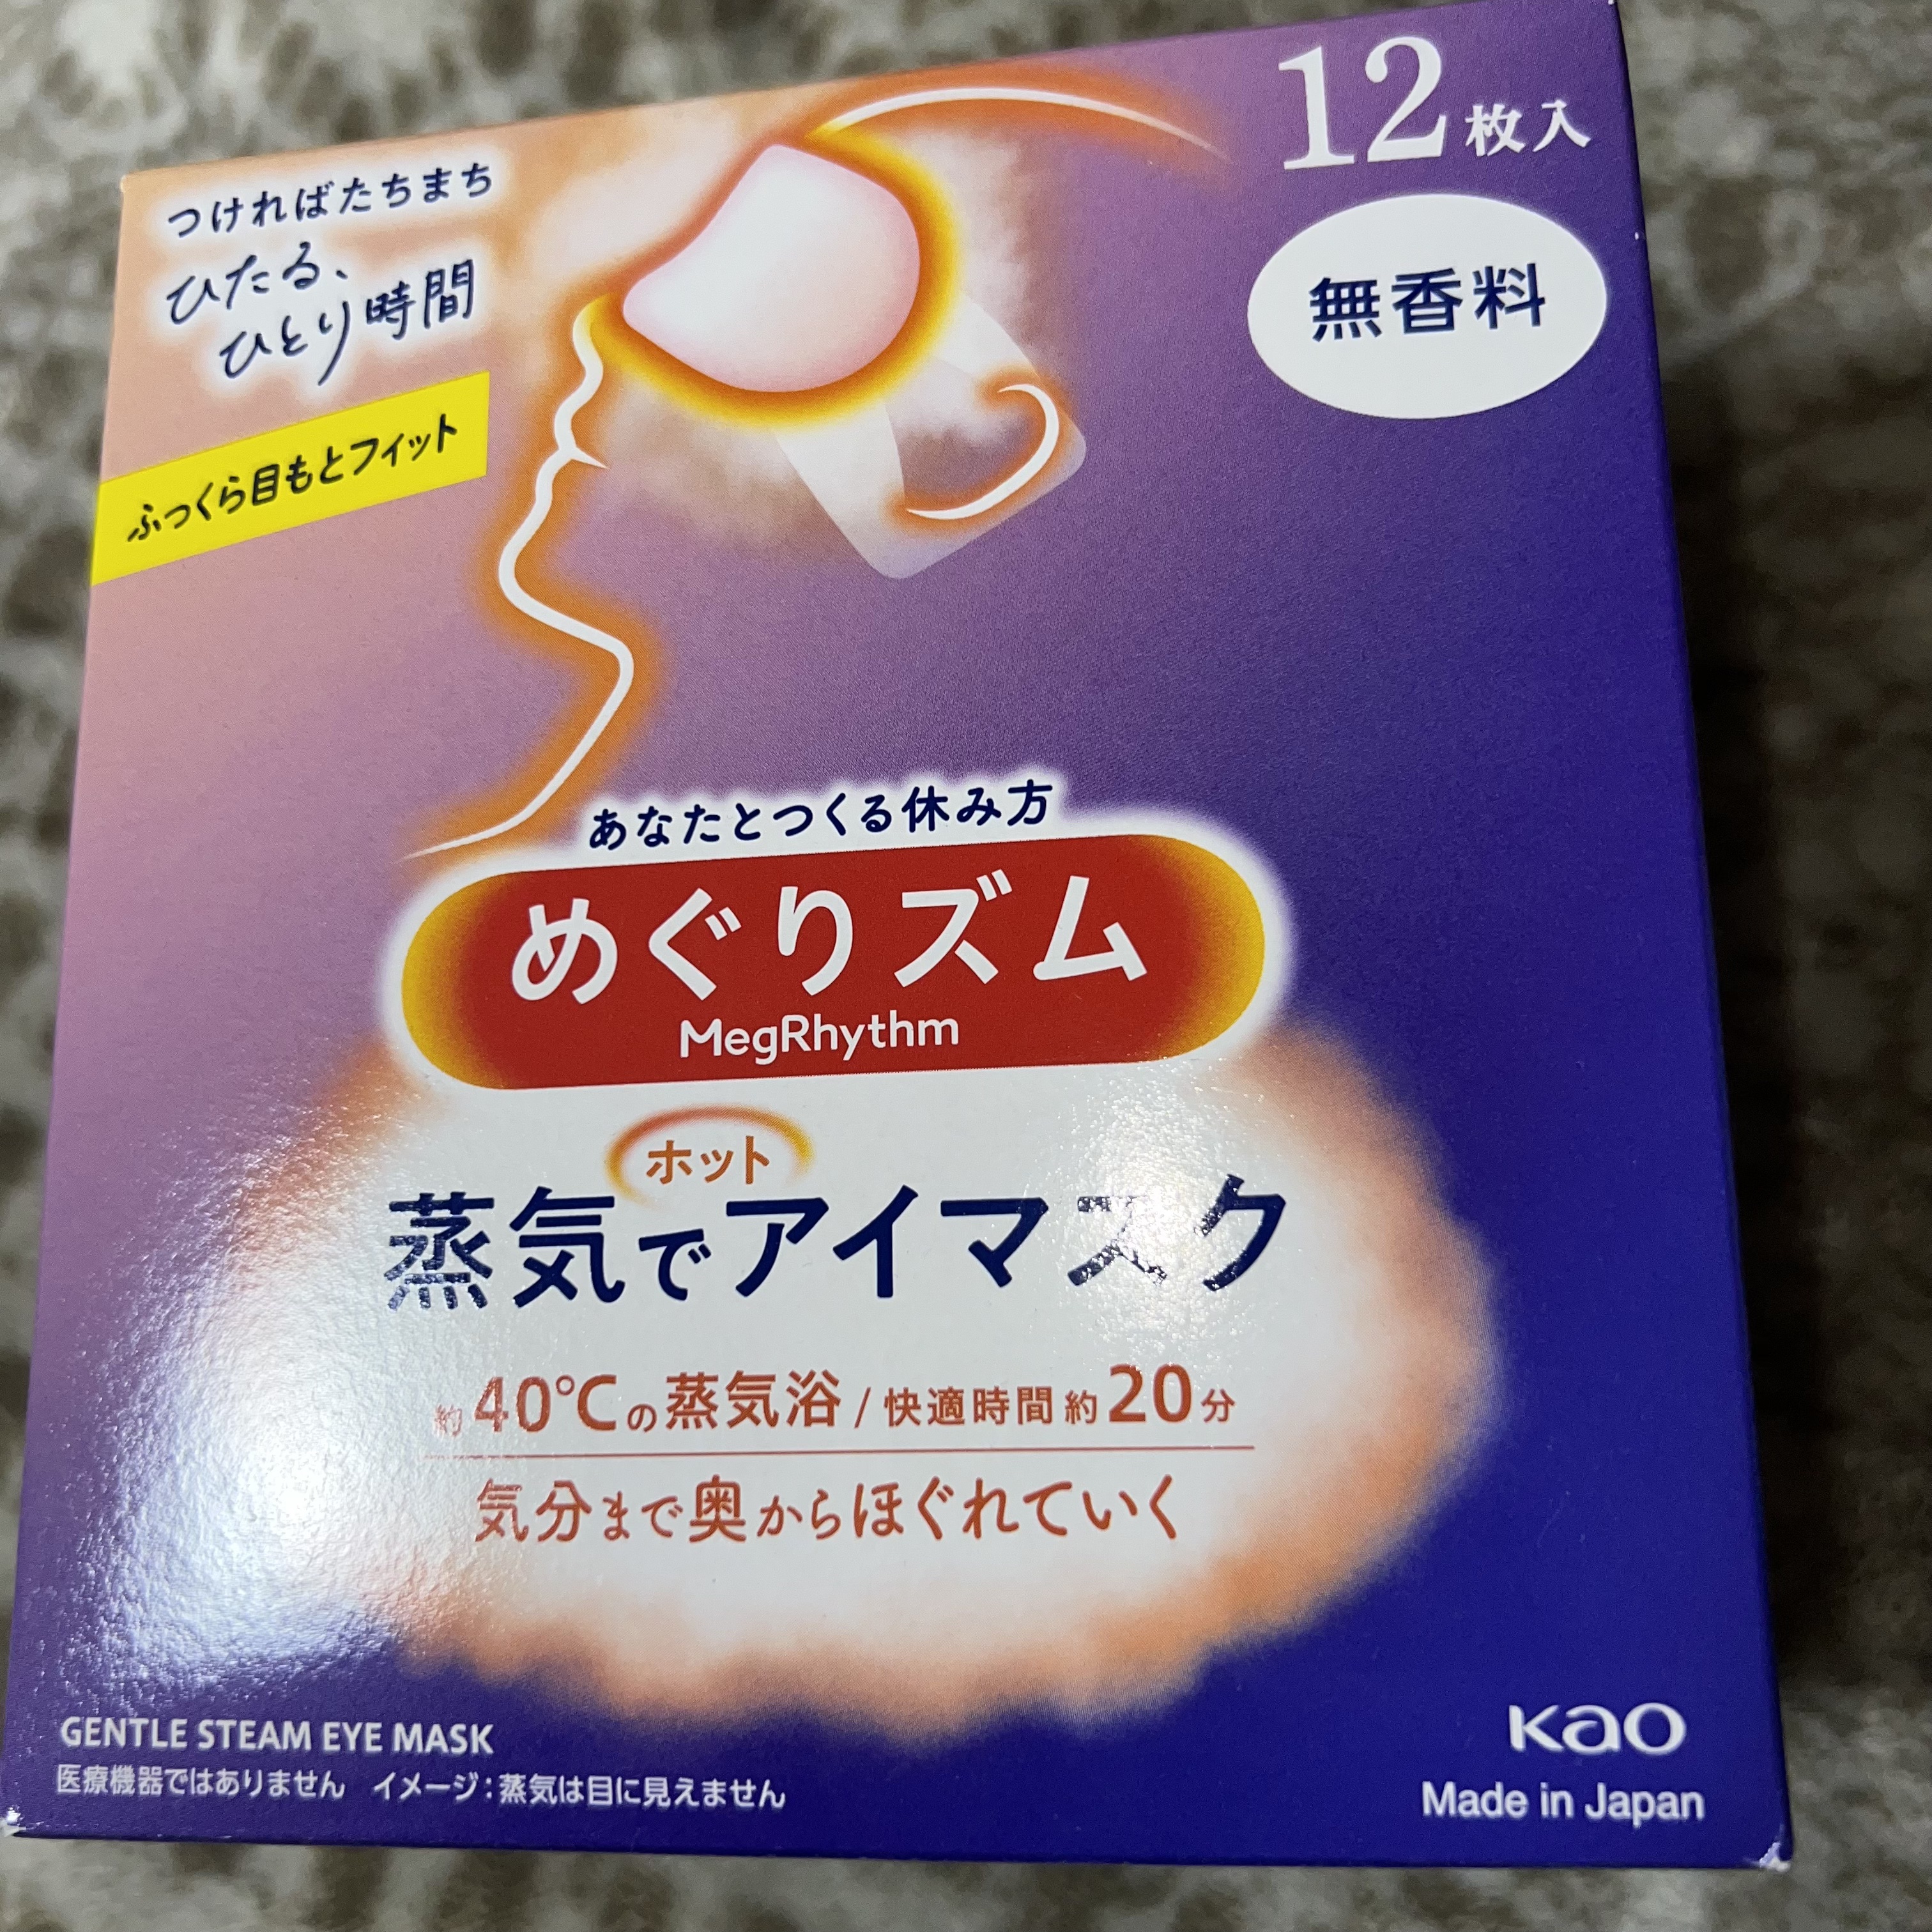 12枚入
つければたちまち
ひたる、
ひとり時間
無香料
ふっくら目もとフィット
あなたとつくる休み方
めぐりズム
MegRhythm
ホット
蒸気でアイマスク
約40℃の蒸気浴/快適時間約20分
気分まで奥からほぐれていく
GENTLE STEAM EYE MASK
医療機器ではありません イメージ:蒸気は目に見えません
Kao
Made in Japan